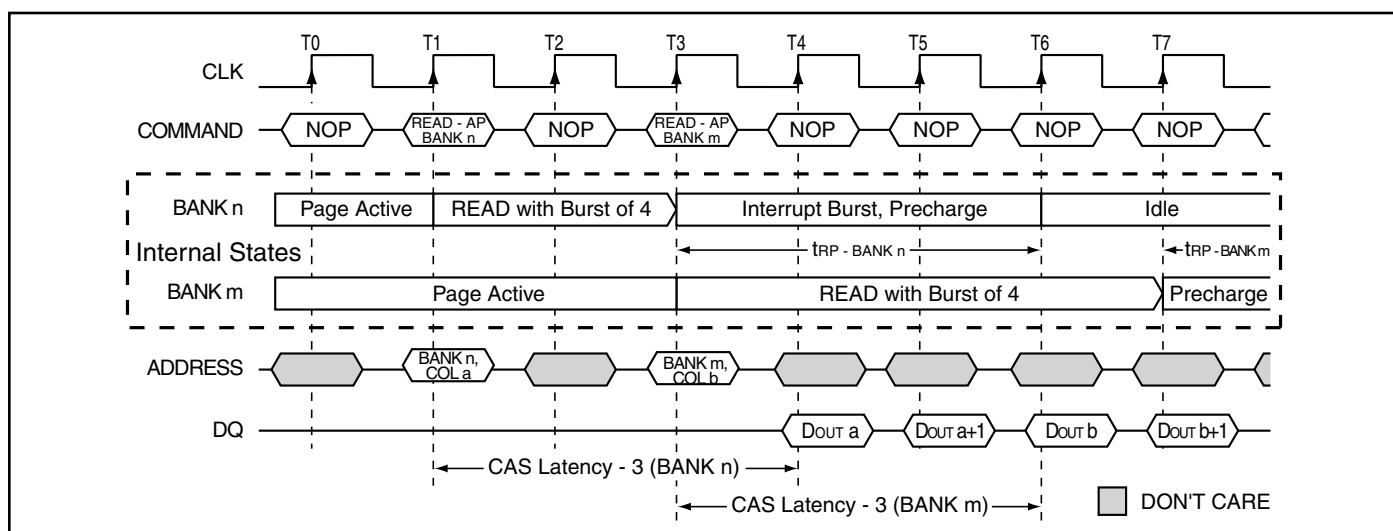 T0 T1 T2 T3 T4 T5 T6 T7
CLK
COMMAND NOP READ - AP BANK n NOP READ - AP BANK m NOP NOP NOP NOP
BANK n Page Active READ with Burst of 4 Interrupt Burst, Precharge Idle
Internal States tRP - BANK n tRP - BANK m
BANK m Page Active READ with Burst of 4 Precharge
ADDRESS BANK n, COL a BANK m, COL b
DQ DOUT a DOUT a+1 DOUT b DOUT b+1
CAS Latency - 3 (BANK n)
CAS Latency - 3 (BANK m) DON'T CARE